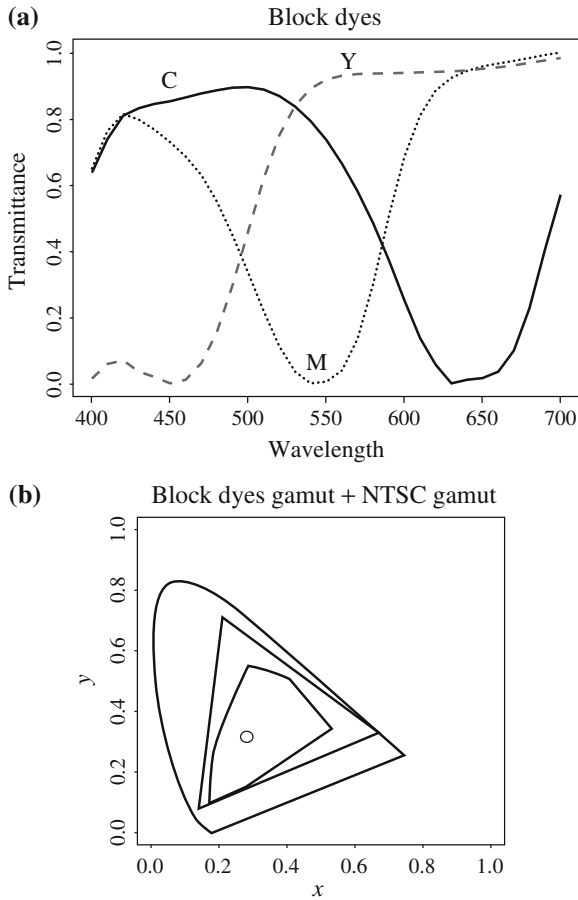 (a) Block dyes
1.0
0.8
0.6
0.4
0.2
0.0
Transmittance
C
Y
M
400 450 500 550 600 650 700
Wavelength
(b) Block dyes gamut + NTSC gamut
1.0
0.8
0.6
0.4
0.2
0.0
y
0.0 0.2 0.4 0.6 0.8 1.0
x